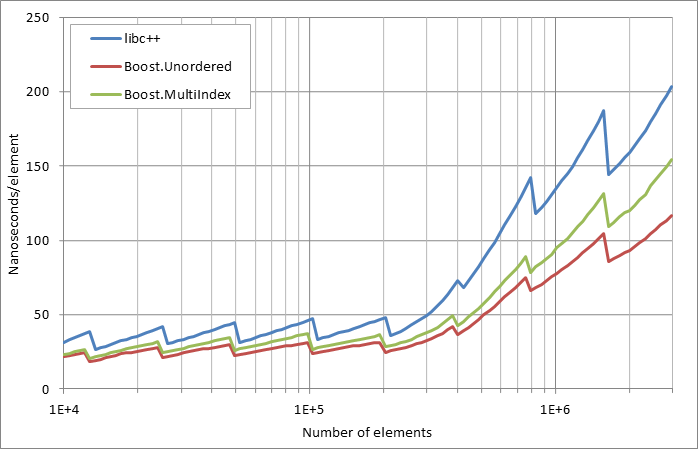 250
200
150
100
50
0
Nanoseconds/element
libc++
Boost.Unordered
Boost.MultiIndex
1E+4 1E+5 1E+6
Number of elements